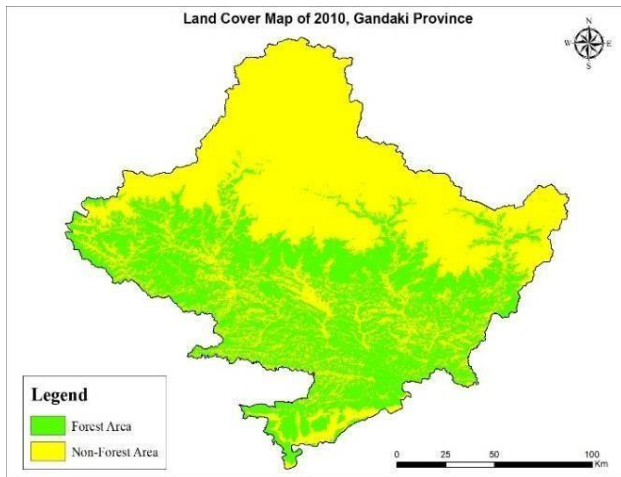 Land Cover Map of 2010, Gandaki Province
N
W E
S
Legend
Forest Area
Non-Forest Area
0 25 50 100
Km